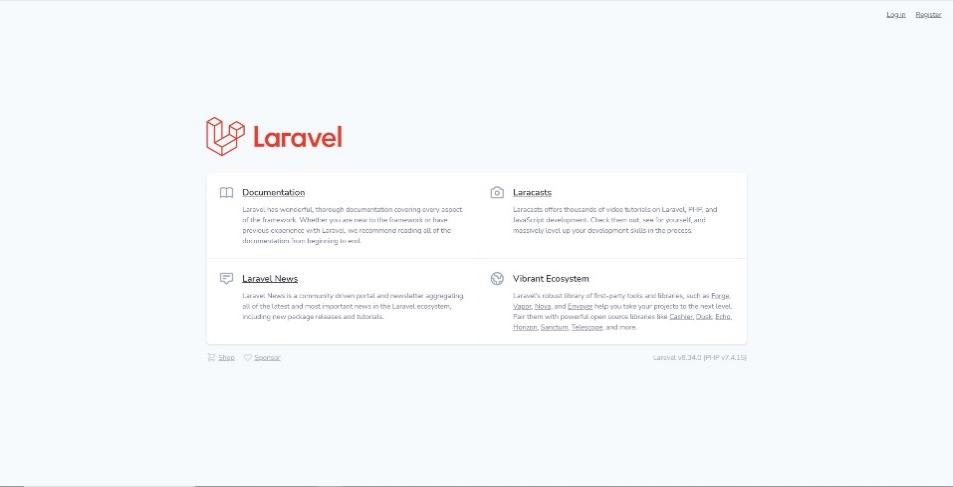 Log in Register
Laravel
Documentation
Laravel has wonderful, thorough documentation covering every aspect
of the framework. Whether you are new to the framework or have
previous experience with Laravel, we recommend reading all of the
documentation from beginning to end.
Laracasts
Laracasts offers thousands of video tutorials on Laravel, PHP, and
JavaScript development. Check them out, see for yourself, and
massively level up your development skills in the process.
Laravel News
Laravel News is a community driven portal and newsletter aggregating
all of the latest and most important news in the Laravel ecosystem,
including new package releases and tutorials.
Vibrant Ecosystem
Laravel's robust library of first-party tools and libraries, such as Forge,
Vapor, Nova, and Envoyer help you take your projects to the next level.
Pair them with powerful open source libraries like Cashier, Dusk, Echo,
Horizon, Sanctum, Telescope, and more.
Shop Sponsor
Laravel v8.34.0 (PHP v7.4.15)